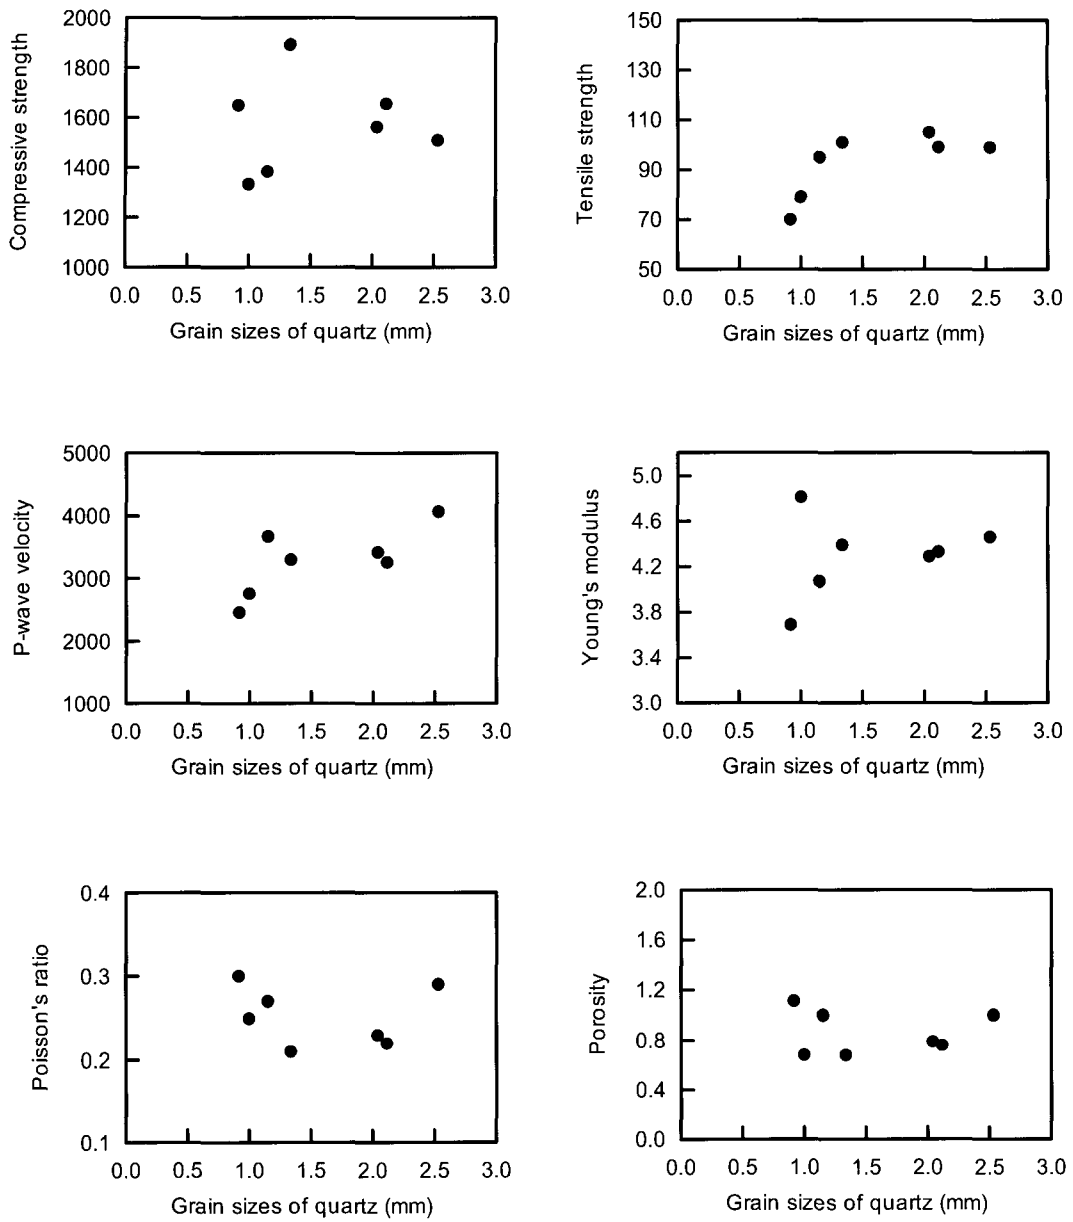 2000
1800
1600
1400
1200
1000
Compressive strength
0.0 0.5 1.0 1.5 2.0 2.5 3.0
Grain sizes of quartz (mm)
150
130
110
90
70
50
Tensile strength
0.0 0.5 1.0 1.5 2.0 2.5 3.0
Grain sizes of quartz (mm)
5000
4000
3000
2000
1000
P-wave velocity
0.0 0.5 1.0 1.5 2.0 2.5 3.0
Grain sizes of quartz (mm)
5.0
4.6
4.2
3.8
3.4
3.0
Young's modulus
0.0 0.5 1.0 1.5 2.0 2.5 3.0
Grain sizes of quartz (mm)
0.4
0.3
0.2
0.1
Poisson's ratio
0.0 0.5 1.0 1.5 2.0 2.5 3.0
Grain sizes of quartz (mm)
2.0
1.6
1.2
0.8
0.4
0.0
Porosity
0.0 0.5 1.0 1.5 2.0 2.5 3.0
Grain sizes of quartz (mm)